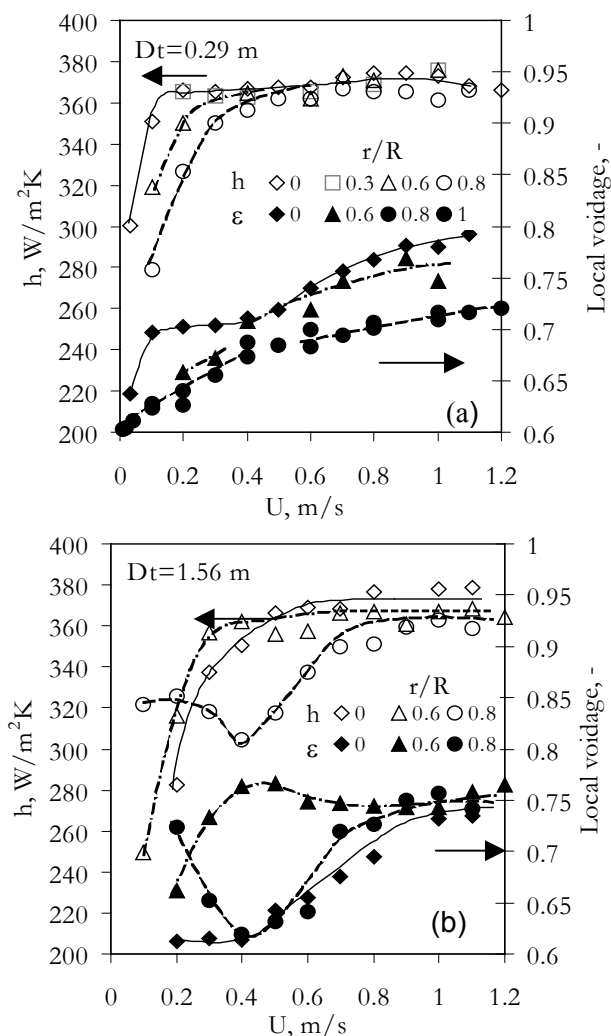 Dt=0.29 m
400
380
360
340
320
300
280
260
240
220
200
h, W/m²K
1
0.95
0.9
0.85
0.8
0.75
0.7
0.65
0.6
Local voidage, -
r/R
h 0 0.3 0.6 0.8
ε 0 0.6 0.8 1
(a)
0 0.2 0.4 0.6 0.8 1 1.2
U, m/s
Dt=1.56 m
400
380
360
340
320
300
280
260
240
220
200
h, W/m²K
1
0.95
0.9
0.85
0.8
0.75
0.7
0.65
0.6
Local voidage, -
r/R
h 0 0.6 0.8
ε 0 0.6 0.8
(b)
0 0.2 0.4 0.6 0.8 1 1.2
U, m/s